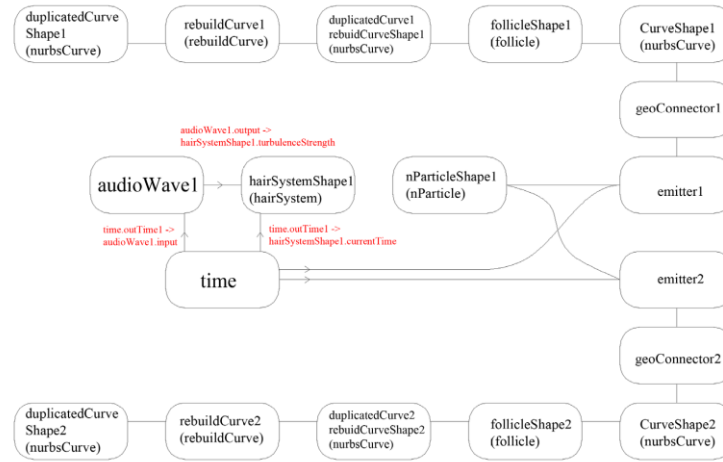 duplicatedCurve
Shape1
(nurbsCurve)
rebuildCurve1
(rebuildCurve)
duplicatedCurve1
rebuidCurveShape1
(nurbsCurve)
follicleShape1
(follicle)
CurveShape1
(nurbsCurve)
geoConnector1
audioWave1.output ->
hairSystemShape1.turbulenceStrength
audioWave1
hairSystemShape1
(hairSystem)
nParticleShape1
(nParticle)
emitter1
time.outTime1 ->
audioWave1.input
time.outTime1 ->
hairSystemShape1.currentTime
time
emitter2
geoConnector2
duplicatedCurve
Shape2
(nurbsCurve)
rebuildCurve2
(rebuildCurve)
duplicatedCurve2
rebuidCurveShape2
(nurbsCurve)
follicleShape2
(follicle)
CurveShape2
(nurbsCurve)